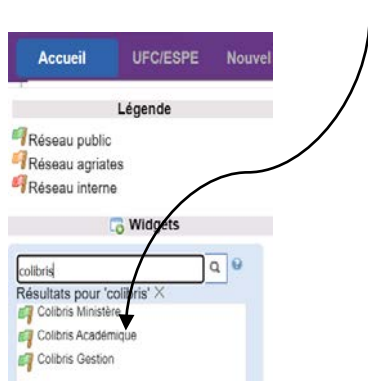 Accueil UFC/ESPE Nouvel
Légende
Réseau public
Réseau agriates
Réseau interne
Widgets
colibris
Résultats pour 'colibris' X
Colibris Ministère
Colibris Académique
Colibris Gestion